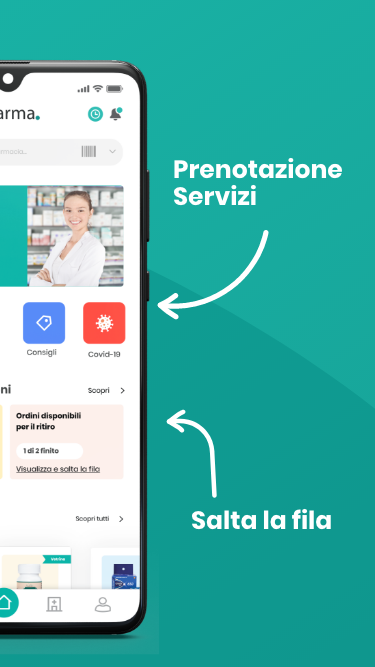 arma.
Prenotazione
Servizi
Consigli
Covid-19
ni
Scopri
Ordini disponibili
per il ritiro
1 di 2 finito
Visualizza e salta la fila
Salta la fila
Scopri tutti